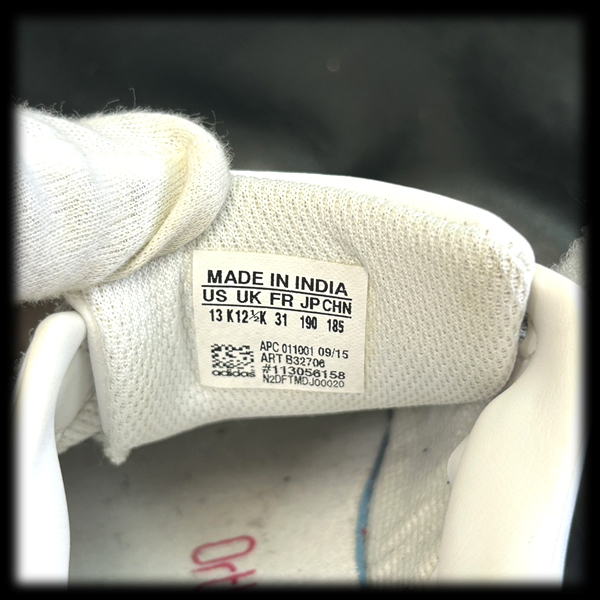 MADE IN INDIA
US UK FR JP CHN
13 K 12½K 31 190 185
APC 011001 09/15
ART B32706
#113056158
adidas N2DFTMDJ00020
Ort